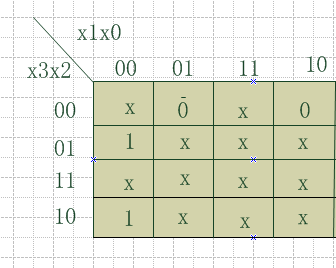 x1x0
x3x2
00 01 11 10
00 x 0̄ x 0
01 1 x x x
11 x x x x
10 1 x x x